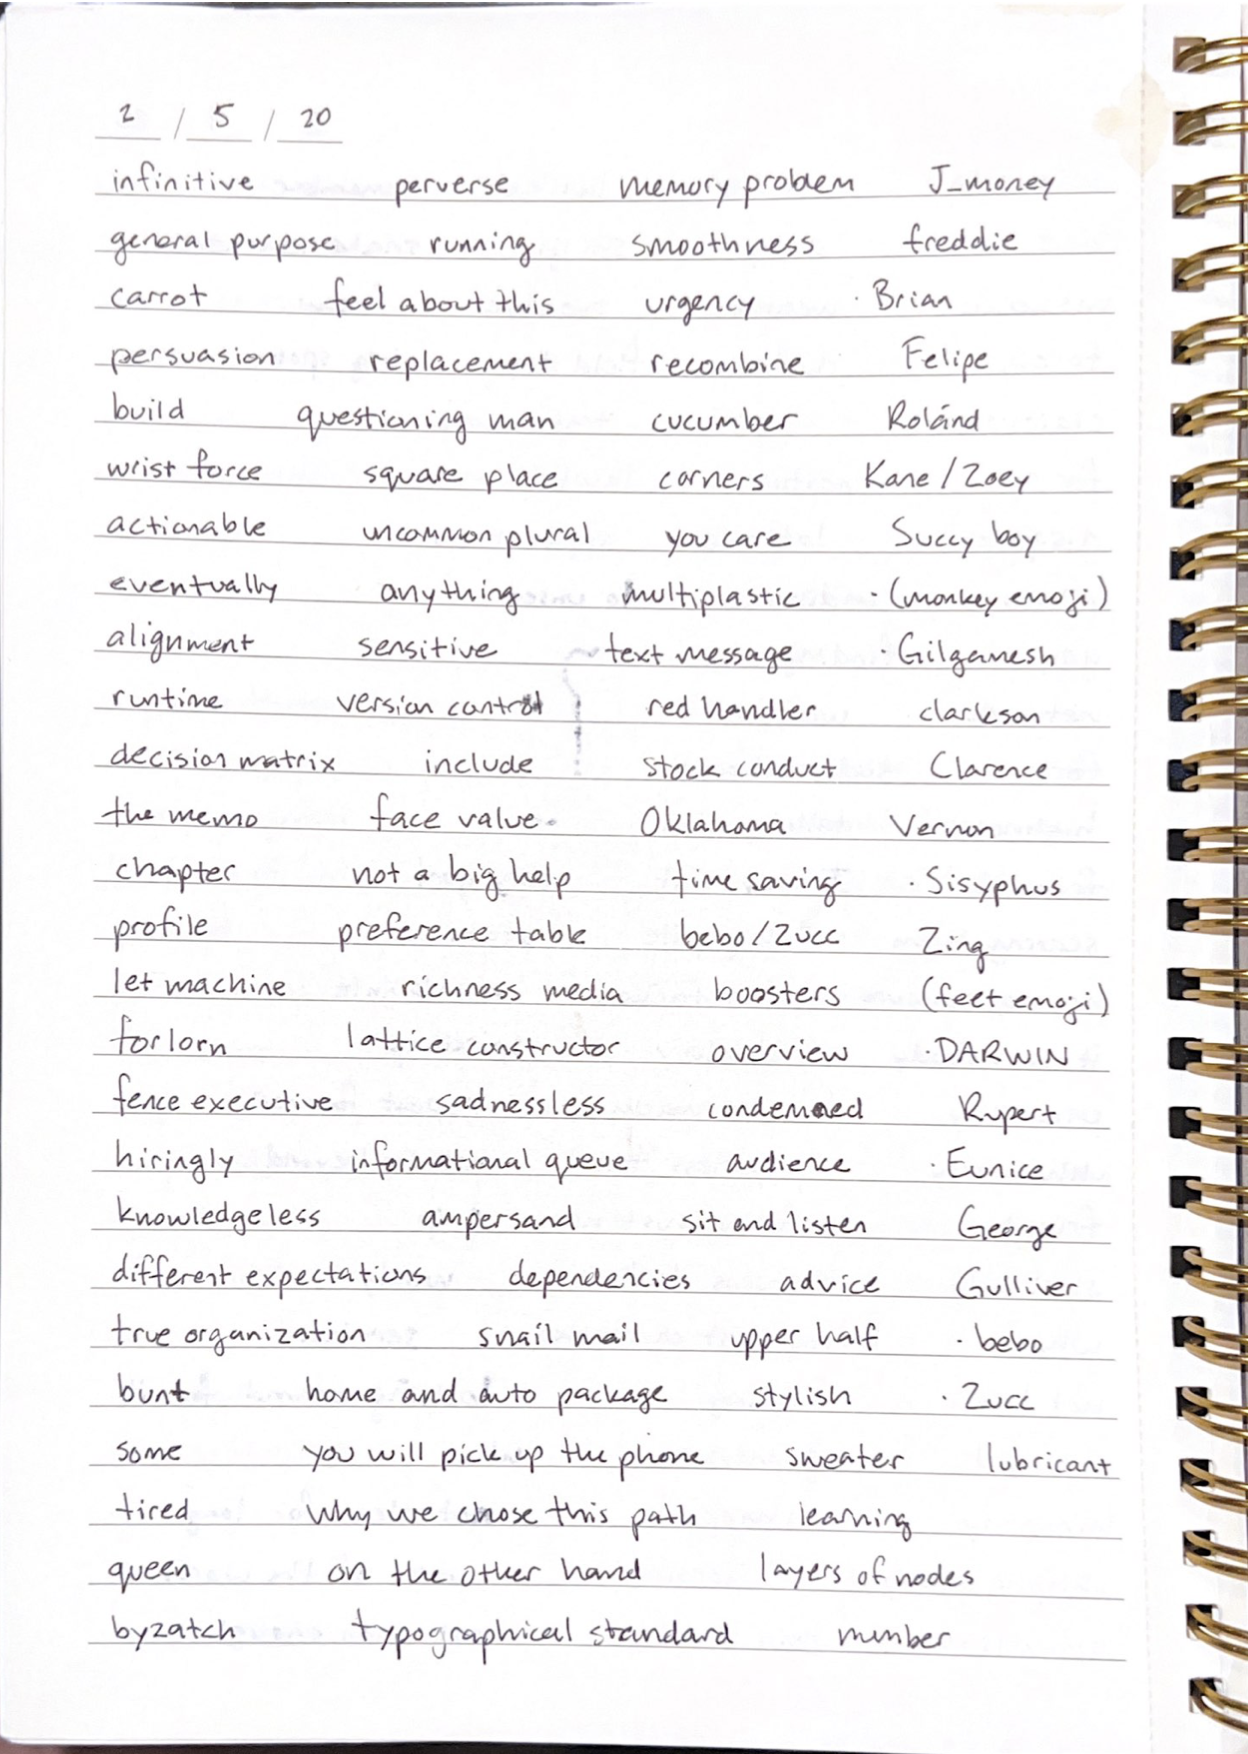 2 / 5 / 20
infinitive perverse memory problem J_money
general purpose running smoothness freddie
carrot feel about this urgency · Brian
persuasion replacement recombine Felipe
build questioning man cucumber Rolánd
wrist force square place corners Kane / Zoey
actionable uncommon plural you care Succy boy
eventually anything multiplastic · (monkey emoji)
alignment sensitive text message Gilgamesh
runtime version control red handler clarkson
decision matrix include stock conduct Clarence
the memo face value Oklahoma Vernon
chapter not a big help time saving · Sisyphus
profile preference table bebo/Zucc Zing
let machine richness media boosters (feet emoji)
forlorn lattice constructor overview · DARWIN
fence executive sadnessless condemned Rupert
hiringly informational queue audience · Eunice
knowledgeless ampersand sit and listen George
different expectations dependencies advice Gulliver
true organization snail mail upper half · bebo
bunt home and auto package stylish · Zucc
some you will pick up the phone sweater lubricant
tired Why we chose this path learning
queen on the other hand layers of nodes
byzatch typographical standard member